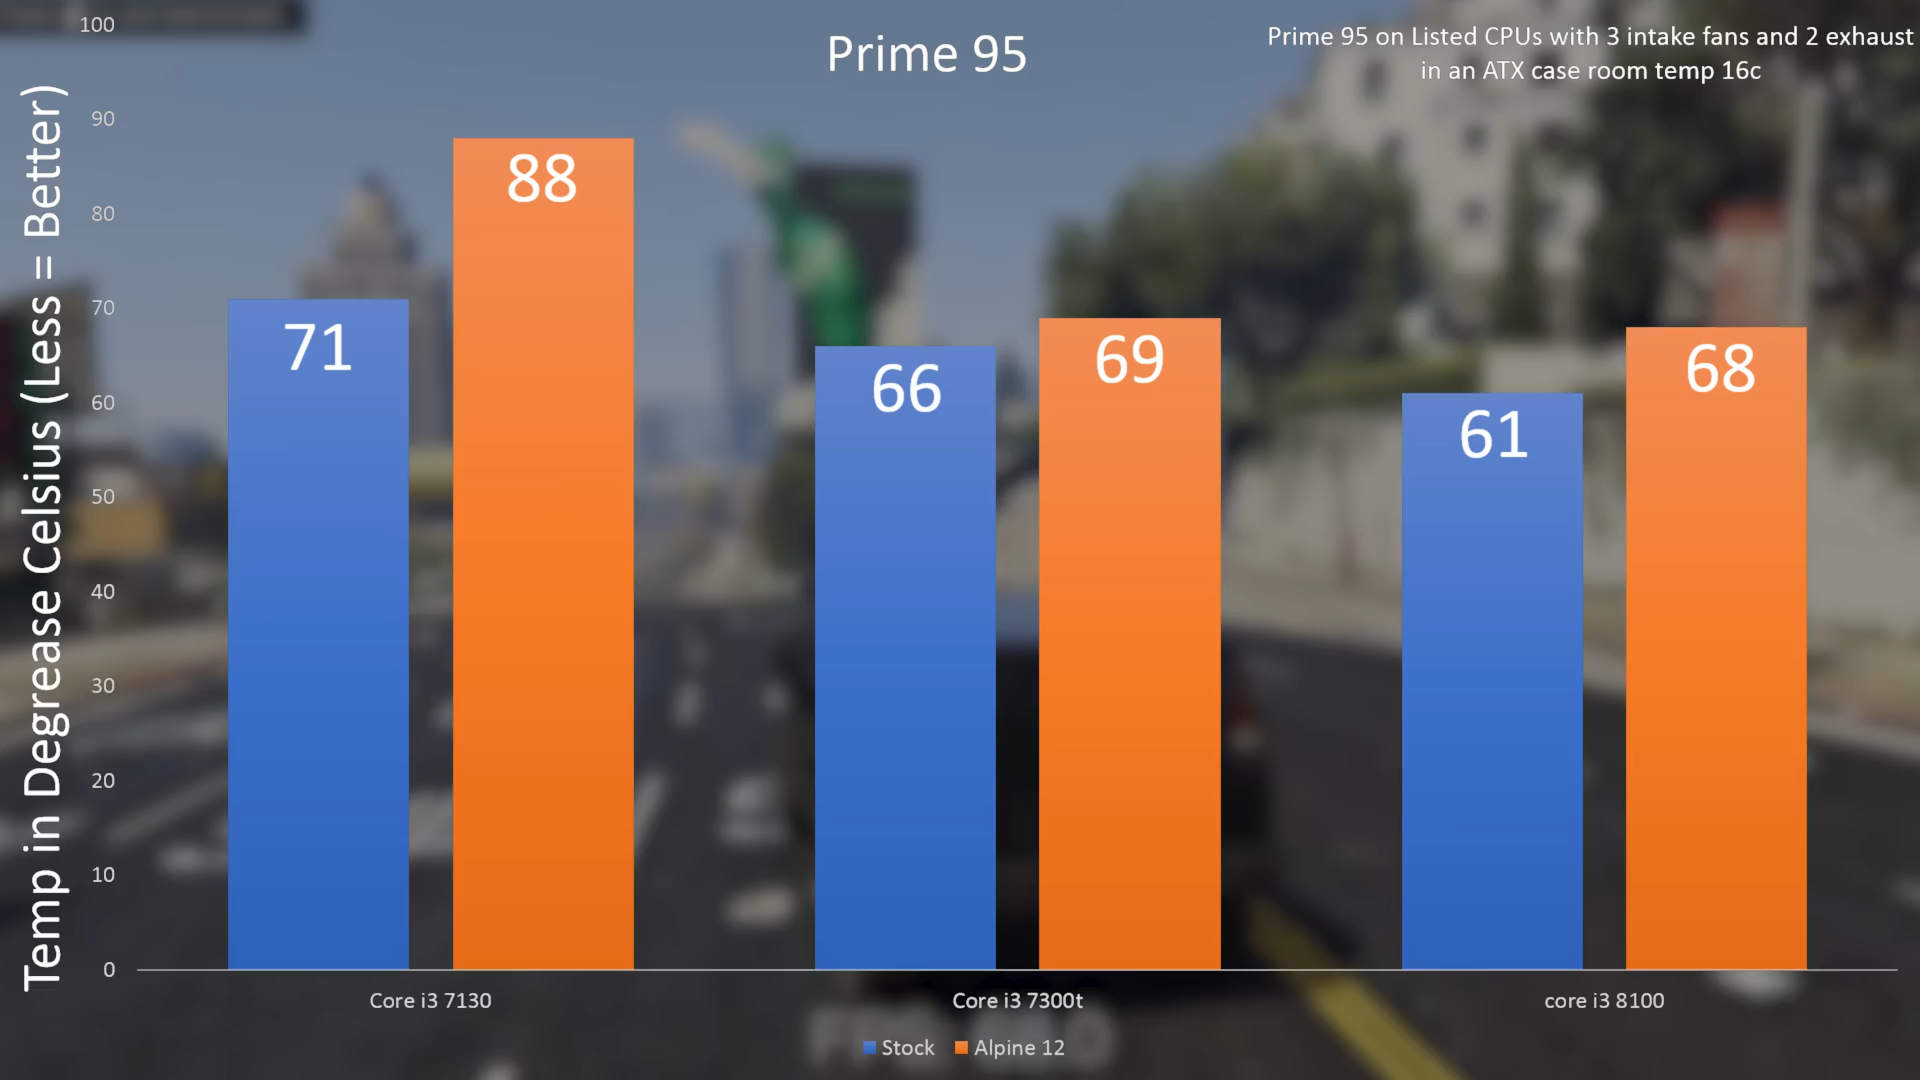 Prime 95
Prime 95 on Listed CPUs with 3 intake fans and 2 exhaust
in an ATX case room temp 16c
Temp in Degrease Celsius (Less = Better)
100
90
80
70
60
50
40
30
20
10
0
71
88
66
69
61
68
Core i3 7130
Core i3 7300t
core i3 8100
Stock
Alpine 12